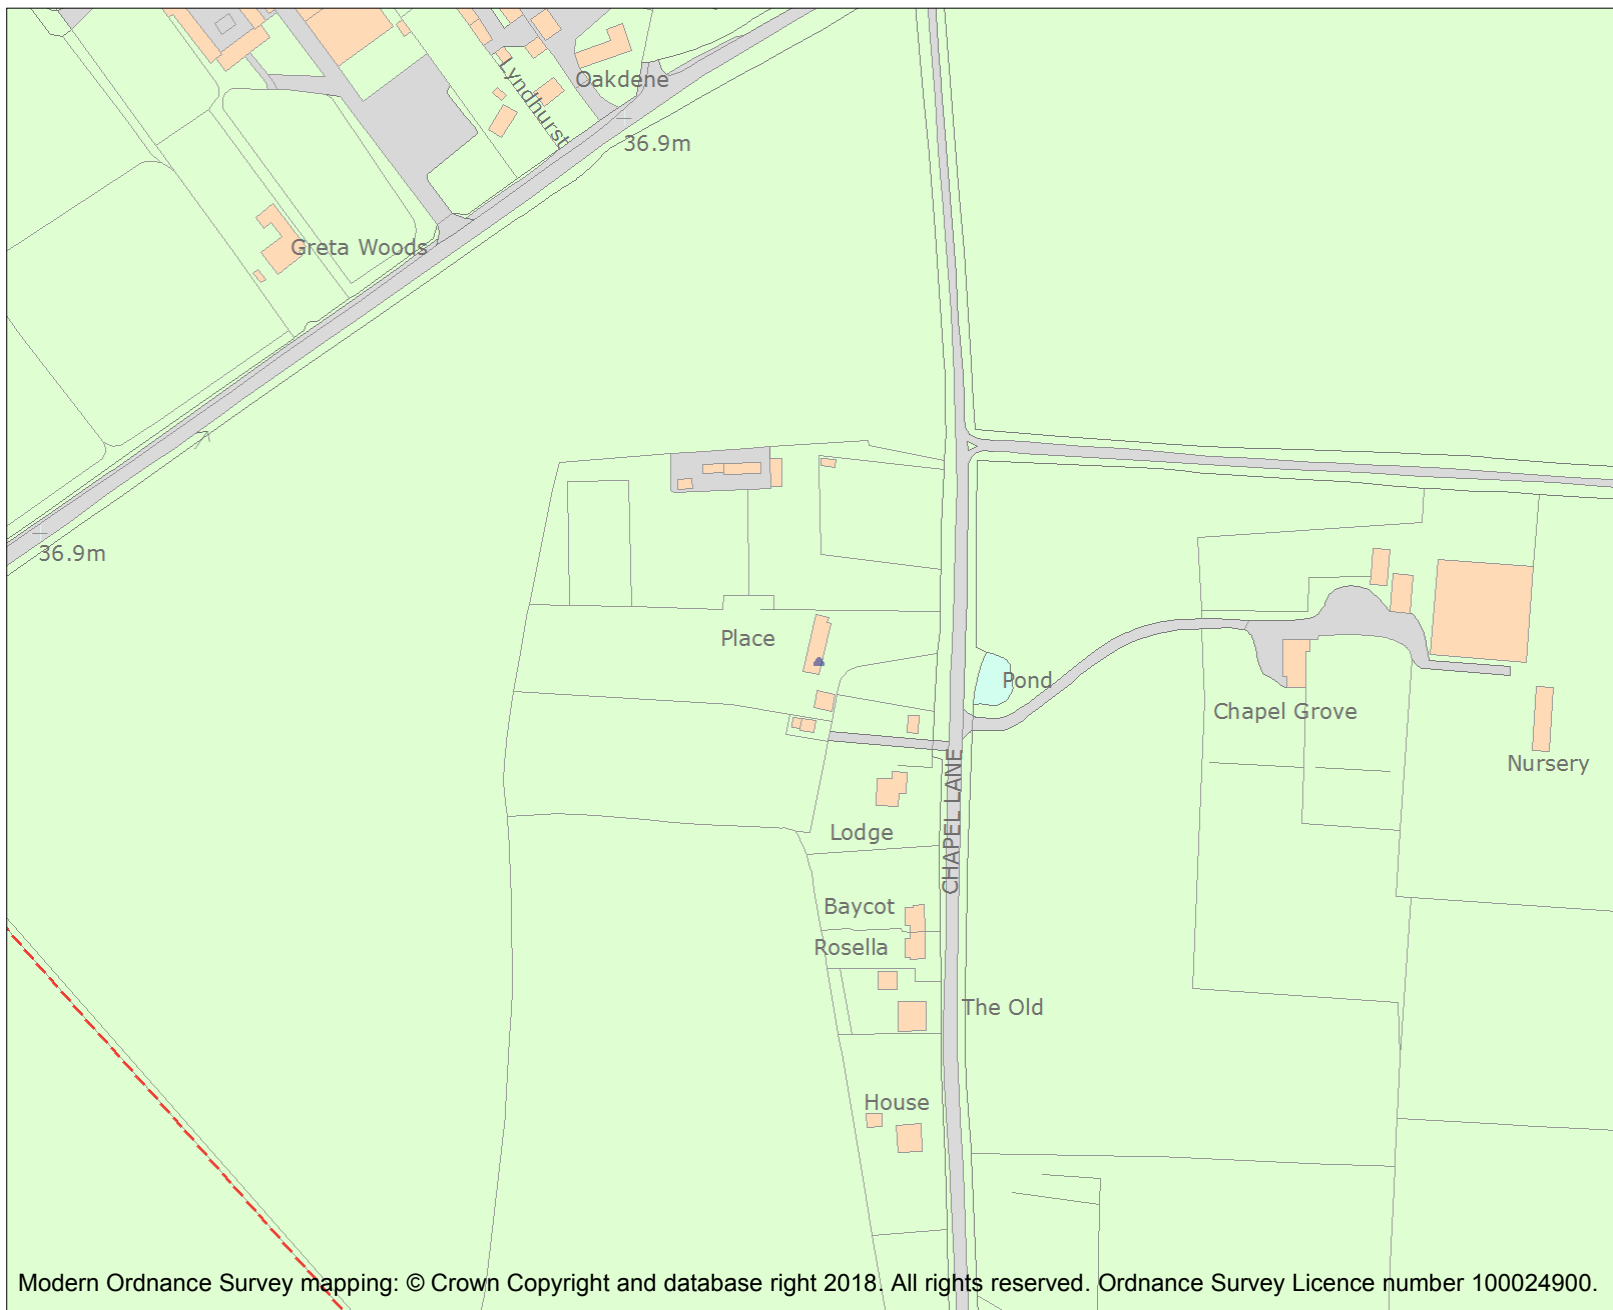 Oakdene
Lyndhurst
36.9m
Greta Woods
36.9m
Place
Pond
Chapel Grove
Nursery
CHAPEL LANE
Lodge
Baycot
Rosella
The Old
House
Modern Ordnance Survey mapping: © Crown Copyright and database right 2018. All rights reserved. Ordnance Survey Licence number 100024900.